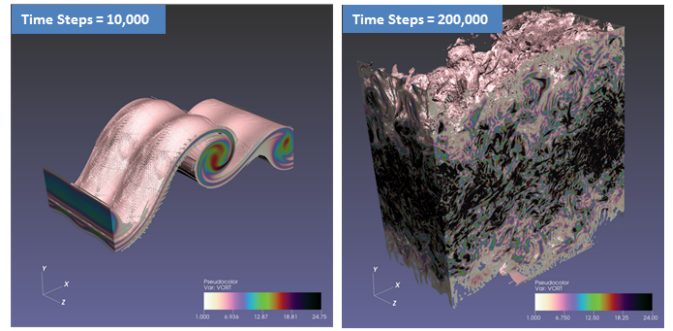 Time Steps = 10,000
Time Steps = 200,000
Y
X
Z
Pseudocolor
Var: VORT
1.000 6.936 12.87 18.81 24.75
Y
X
Z
Pseudocolor
Var: VORT
1.000 6.750 12.50 18.25 24.00